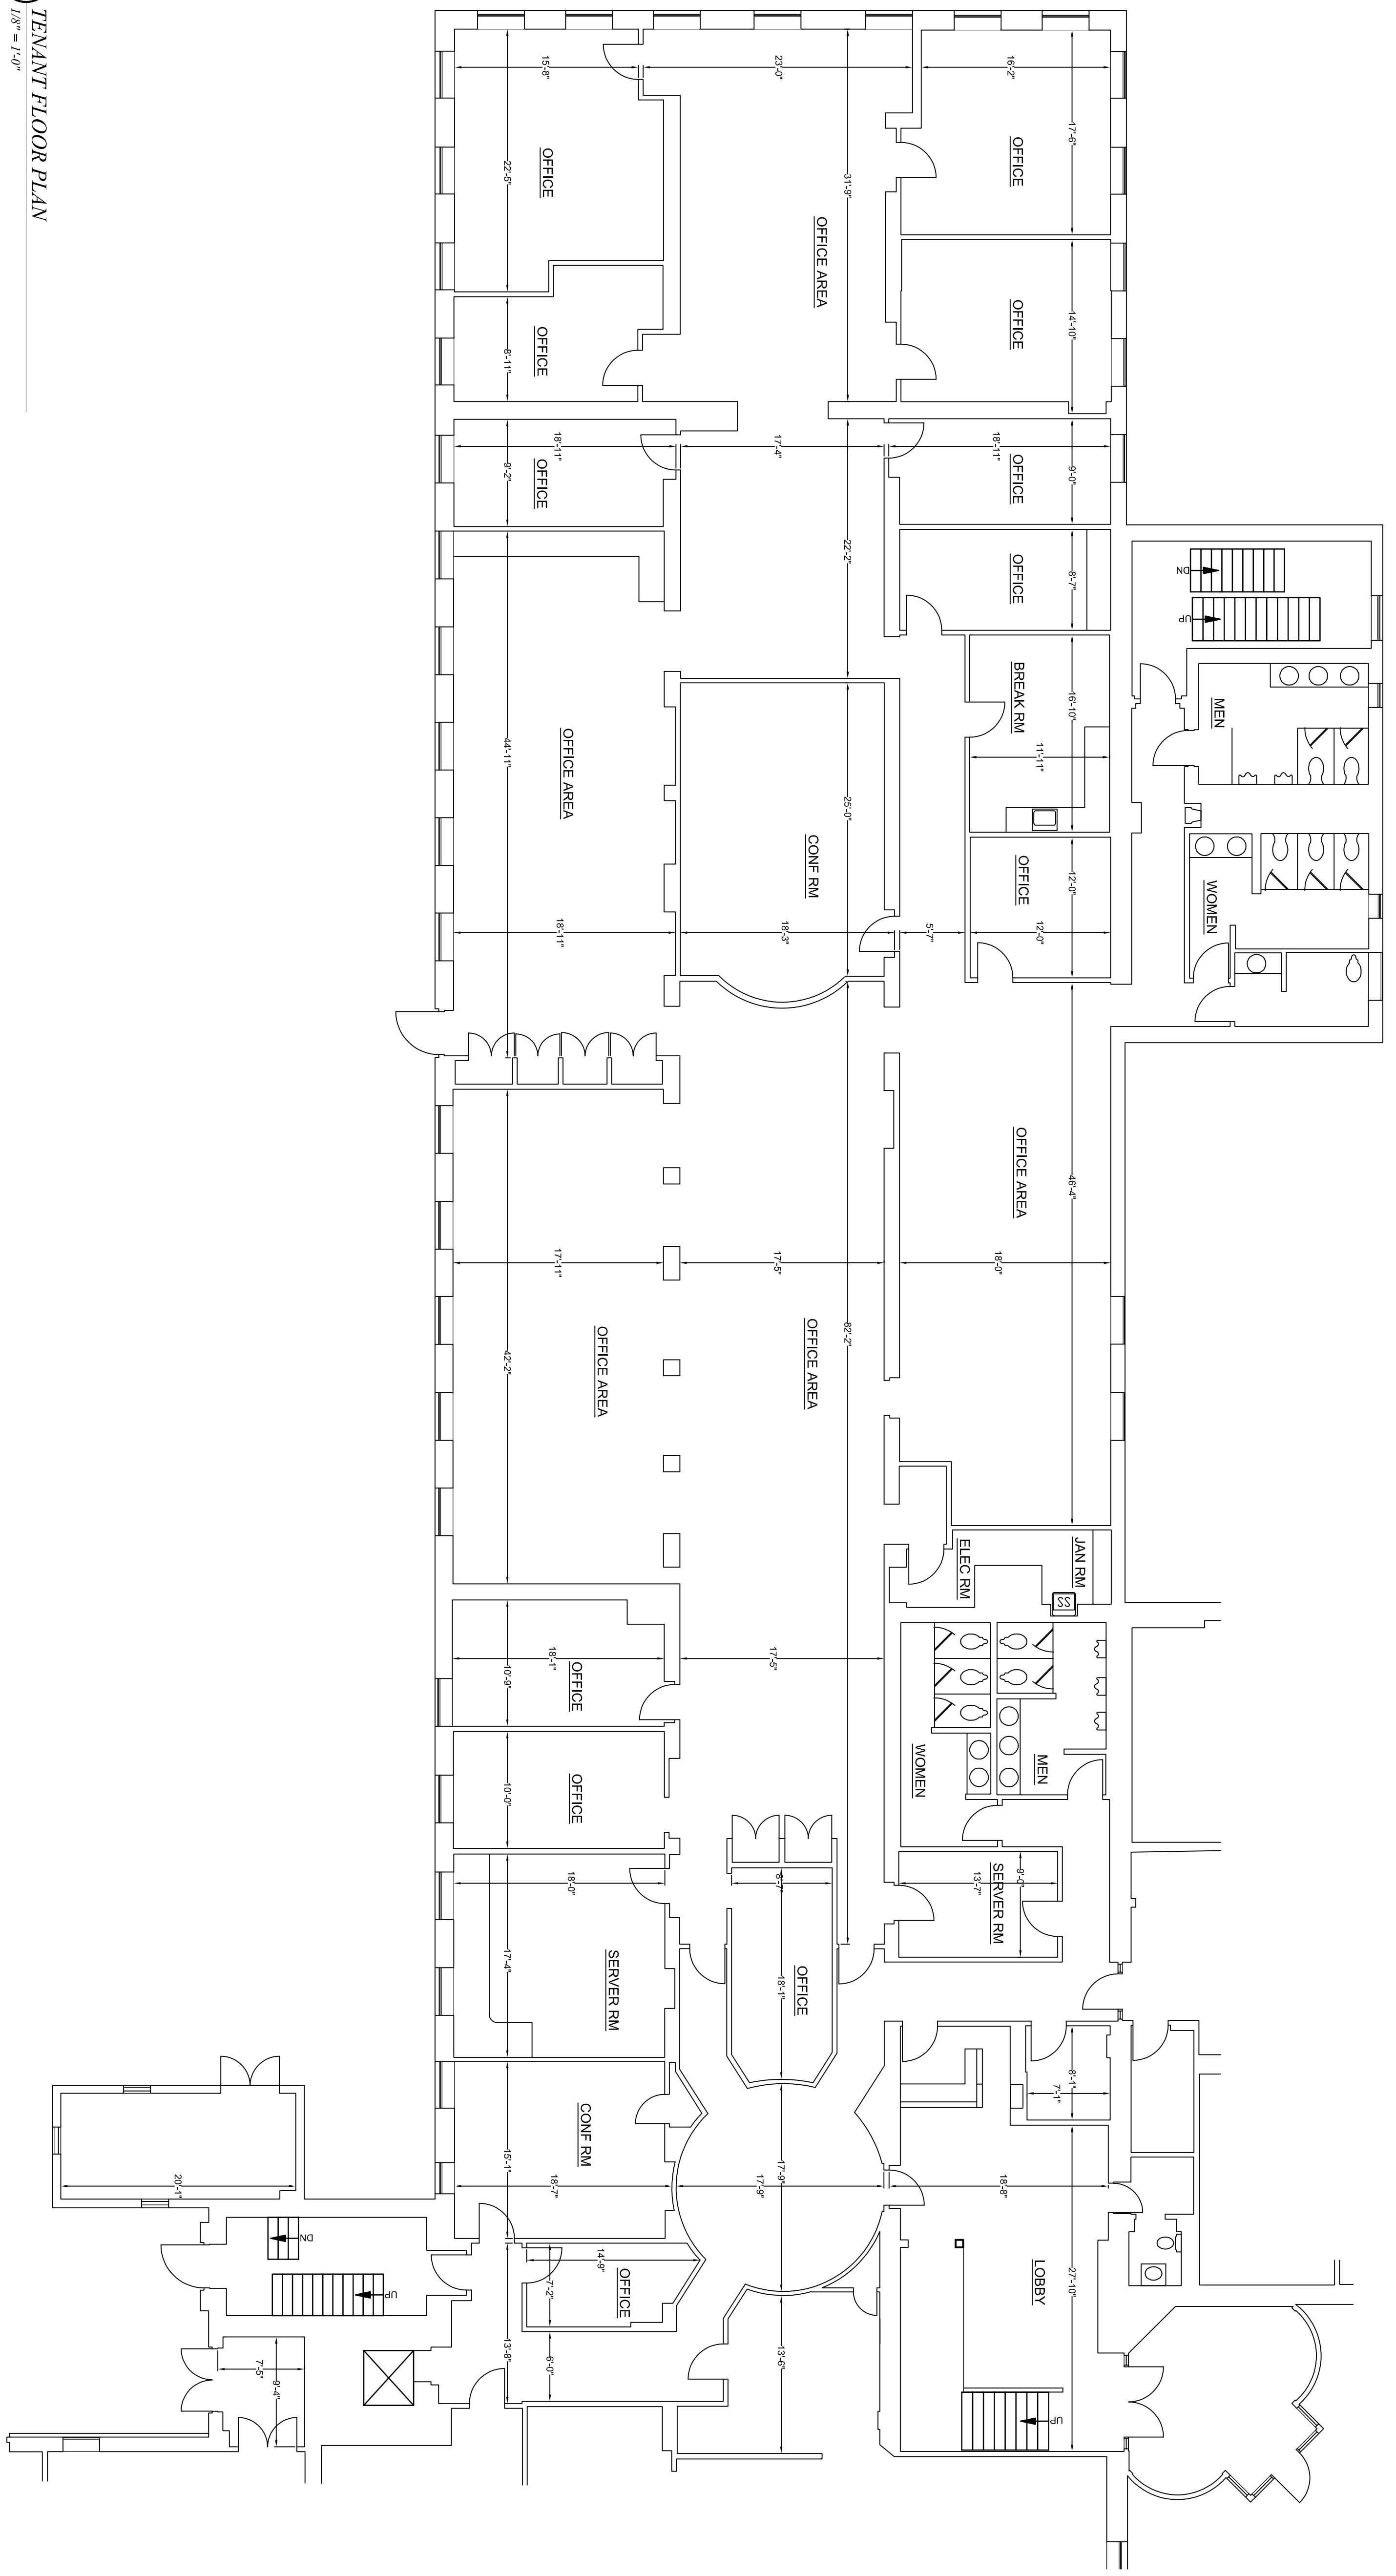 TENANT FLOOR PLAN
1/8" = 1'-0"
16'-2"
17'-6"
OFFICE
14'-10"
OFFICE
18'-11"
9'-0"
OFFICE
8'-7"
OFFICE
16'-10"
BREAK RM
11'-11"
12'-0"
OFFICE
12'-0"
5'-7"
46'-4"
OFFICE AREA
18'-0"
DN
UP
MEN
WOMEN
23'-0"
31'-9"
OFFICE AREA
17'-4"
22'-2"
25'-0"
CONF RM
18'-3"
82'-2"
17'-5"
OFFICE AREA
17'-5"
15'-8"
OFFICE
22'-5"
OFFICE
8'-11"
18'-11"
OFFICE
9'-2"
44'-11"
OFFICE AREA
18'-11"
42'-2"
17'-11"
OFFICE AREA
JAN RM
ELEC RM
MEN
WOMEN
9'-0"
13'-7"
SERVER RM
18'-1"
10'-9"
OFFICE
OFFICE
10'-0"
18'-0"
17'-4"
SERVER RM
8'-7"
18'-1"
OFFICE
8'-1"
7'-1"
CONF RM
15'-1"
18'-7"
17'-9"
17'-9"
18'-8"
LOBBY
27'-10"
UP
14'-9"
7'-2"
OFFICE
13'-8"
6'-0"
13'-6"
20'-1"
DN
UP
7'-5"
9'-4"